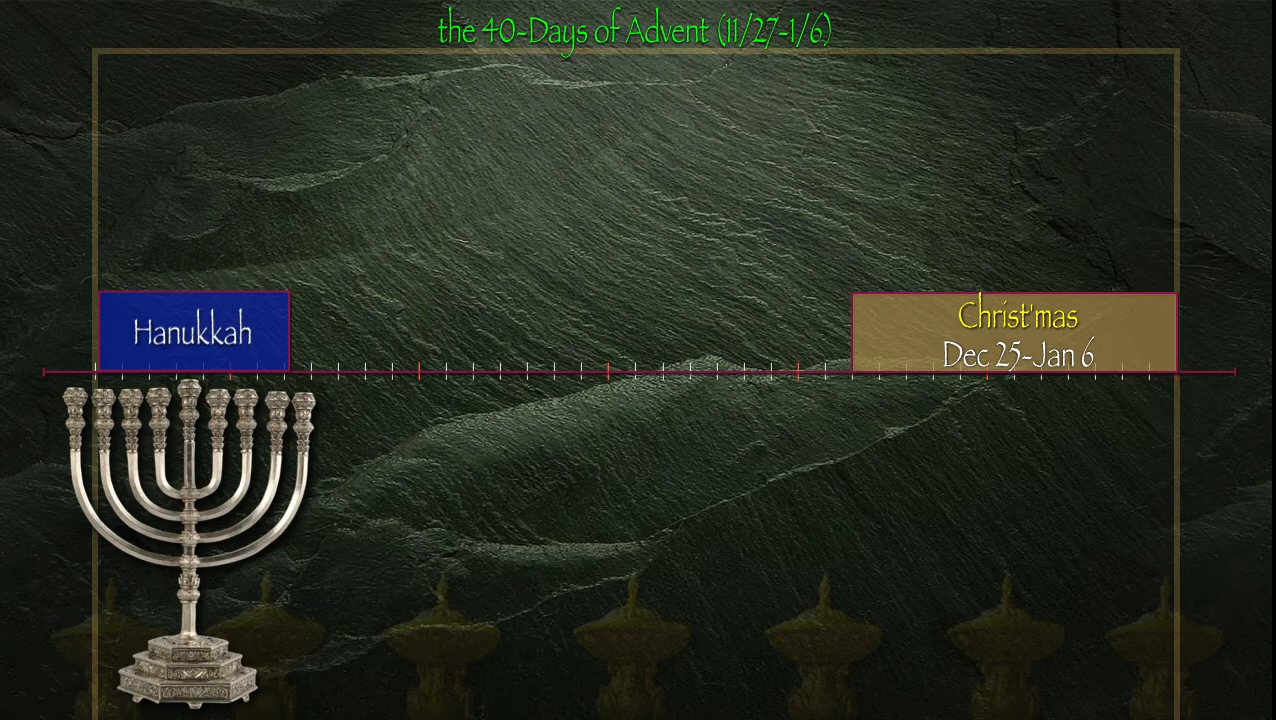 the 40-Days of Advent (11/27-1/6)
Hanukkah
Christ'mas
Dec 25-Jan 6